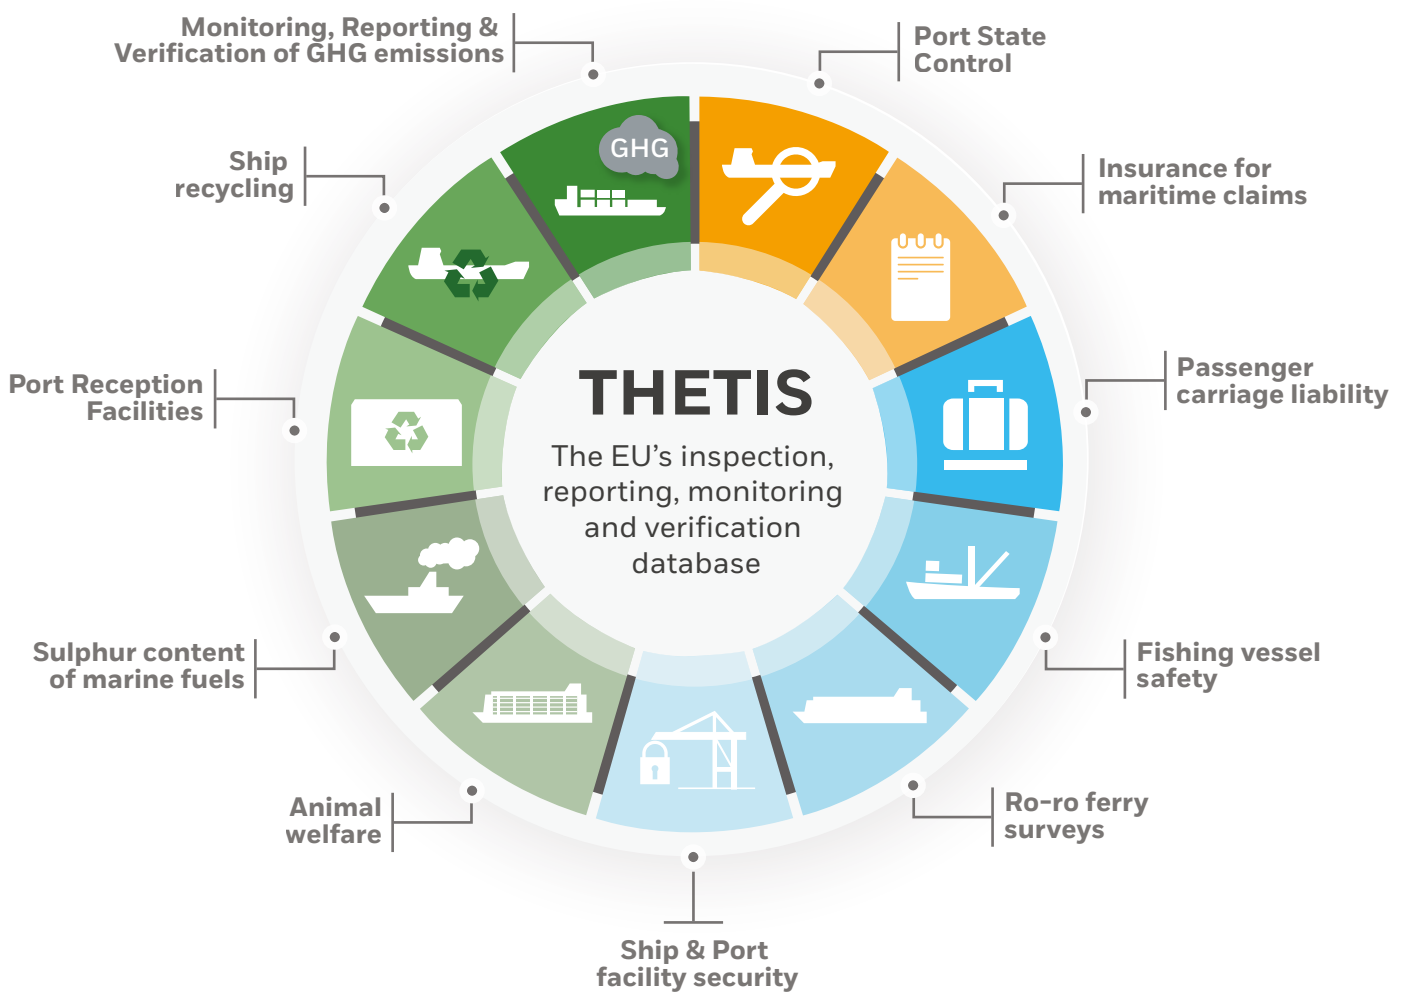 Monitoring, Reporting &
Verification of GHG emissions
Port State
Control
GHG
Ship
recycling
Insurance for
maritime claims
Port Reception
Facilities
Passenger
carriage liability
THETIS
The EU’s inspection,
reporting, monitoring
and verification
database
Sulphur content
of marine fuels
Fishing vessel
safety
Animal
welfare
Ro-ro ferry
surveys
Ship & Port
facility security